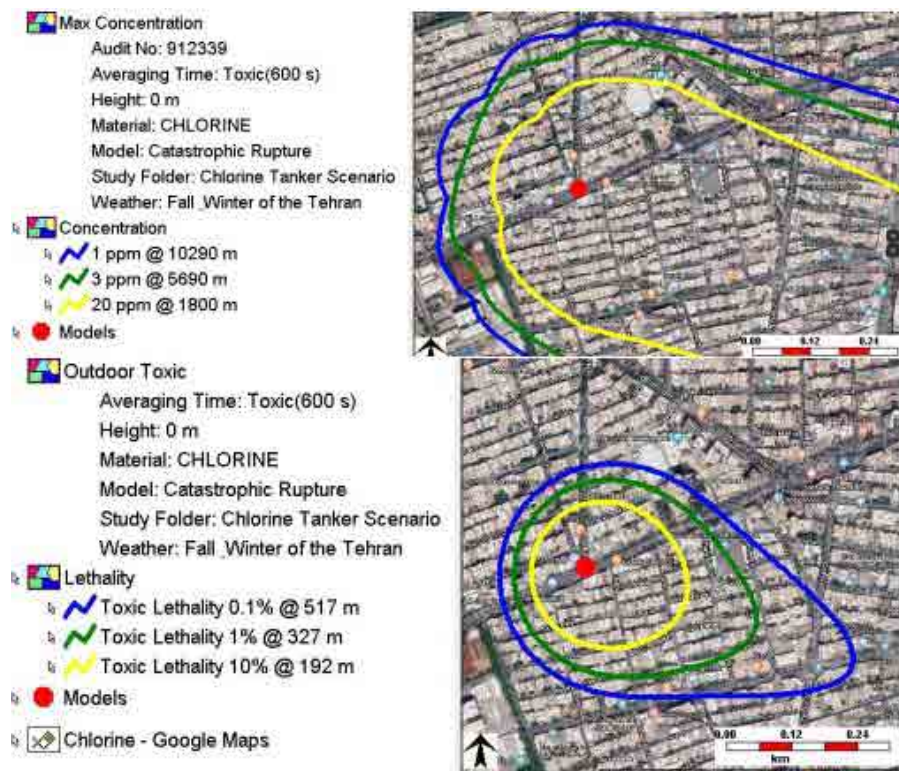 Max Concentration
Audit No: 912339
Averaging Time: Toxic(600 s)
Height: 0 m
Material: CHLORINE
Model: Catastrophic Rupture
Study Folder: Chlorine Tanker Scenario
Weather: Fall_Winter of the Tehran
Concentration
1 ppm @ 10290 m
3 ppm @ 5690 m
20 ppm @ 1800 m
Models
0.00 0.12 0.24
Outdoor Toxic
Averaging Time: Toxic(600 s)
Height: 0 m
Material: CHLORINE
Model: Catastrophic Rupture
Study Folder: Chlorine Tanker Scenario
Weather: Fall_Winter of the Tehran
Lethality
Toxic Lethality 0.1% @ 517 m
Toxic Lethality 1% @ 327 m
Toxic Lethality 10% @ 192 m
Models
Chlorine - Google Maps
0.00 0.12 0.24
km